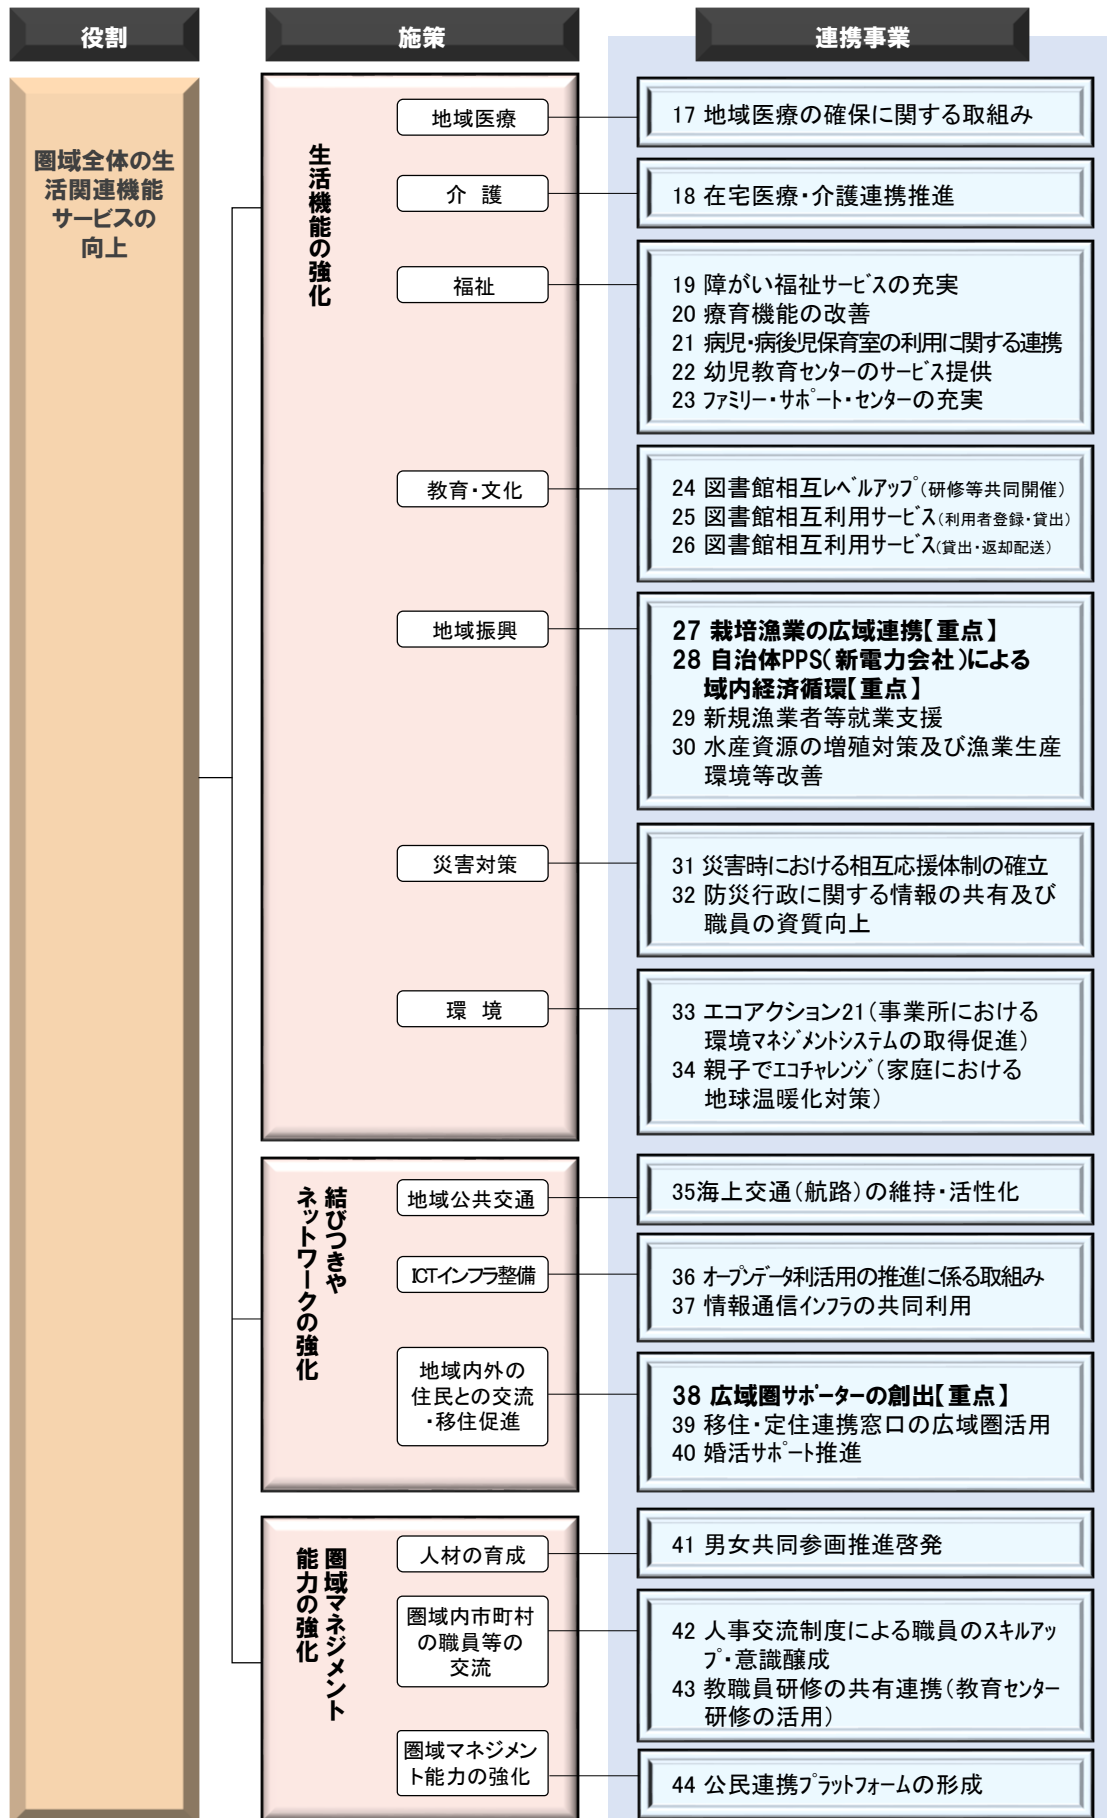 役割
施策
連携事業
圏域全体の生
活関連機能
サービスの
向上
生活機能の強化
地域医療
17 地域医療の確保に関する取組み
介 護
18 在宅医療・介護連携推進
福祉
19 障がい福祉サービスの充実
20 療育機能の改善
21 病児・病後児保育室の利用に関する連携
22 幼児教育センターのサービス提供
23 ファミリー・サポート・センターの充実
教育・文化
24 図書館相互レベルアップ(研修等共同開催)
25 図書館相互利用サービス(利用者登録・貸出)
26 図書館相互利用サービス(貸出・返却配送)
地域振興
27 栽培漁業の広域連携【重点】
28 自治体PPS(新電力会社)による
域内経済循環【重点】
29 新規漁業者等就業支援
30 水産資源の増殖対策及び漁業生産
環境等改善
災害対策
31 災害時における相互応援体制の確立
32 防災行政に関する情報の共有及び
職員の資質向上
環 境
33 エコアクション21(事業所における
環境マネジメントシステムの取得促進)
34 親子でエコチャレンジ(家庭における
地球温暖化対策)
結びつきや
ネットワークの強化
地域公共交通
35海上交通(航路)の維持・活性化
ICTインフラ整備
36 オープンデータ利活用の推進に係る取組み
37 情報通信インフラの共同利用
地域内外の
住民との交流
・移住促進
38 広域圏サポーターの創出【重点】
39 移住・定住連携窓口の広域圏活用
40 婚活サポート推進
圏域マネジメント
能力の強化
人材の育成
41 男女共同参画推進啓発
圏域内市町村
の職員等の
交流
42 人事交流制度による職員のスキルアッ
プ・意識醸成
43 教職員研修の共有連携(教育センター
研修の活用)
圏域マネジメン
ト能力の強化
44 公民連携プラットフォームの形成